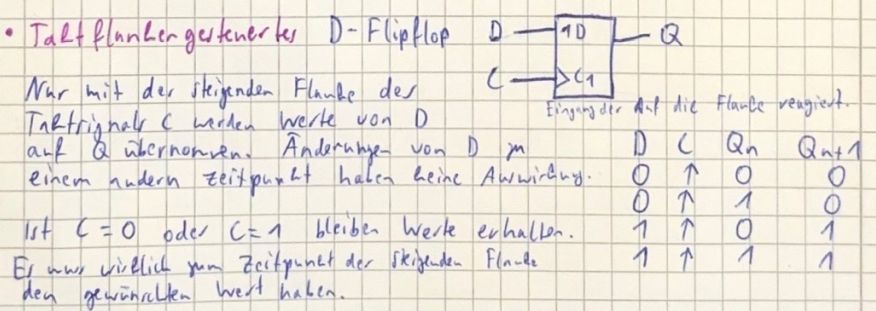 • Taktflankengesteuertes D-Flipflop D 1D Q
C C1
Eingang der Auf die Flanke reagiert.
Nur mit der steigenden Flanke des
Taktsignals C werden Werte von D
auf Q übernommen. Änderungen von D zu
einem andern Zeitpunkt haben keine Auswirkung.
Ist C=0 oder C=1 bleiben Werte erhalten.
Es muss wirklich zum Zeitpunkt der steigenden Flanke
den gewünschten Wert haben.
D C Qn Qn+1
0 ↑ 0 0
0 ↑ 1 0
1 ↑ 0 1
1 ↑ 1 1